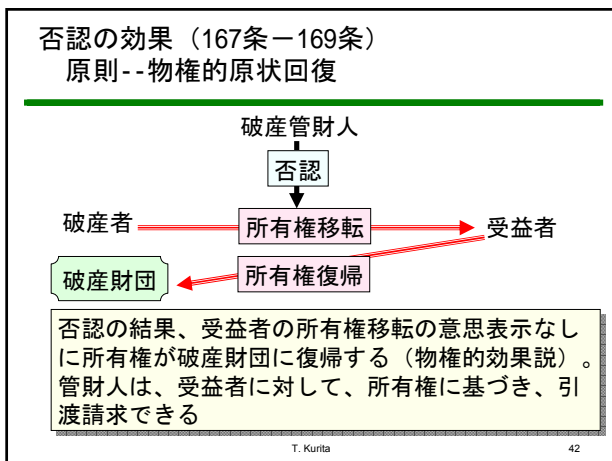 否認の効果（167条－169条）
原則--物権的原状回復
破産管財人
否認
破産者
所有権移転
受益者
破産財団
所有権復帰
否認の結果、受益者の所有権移転の意思表示なし
に所有権が破産財団に復帰する（物権的効果説）。
管財人は、受益者に対して、所有権に基づき、引
渡請求できる
T. Kurita
42